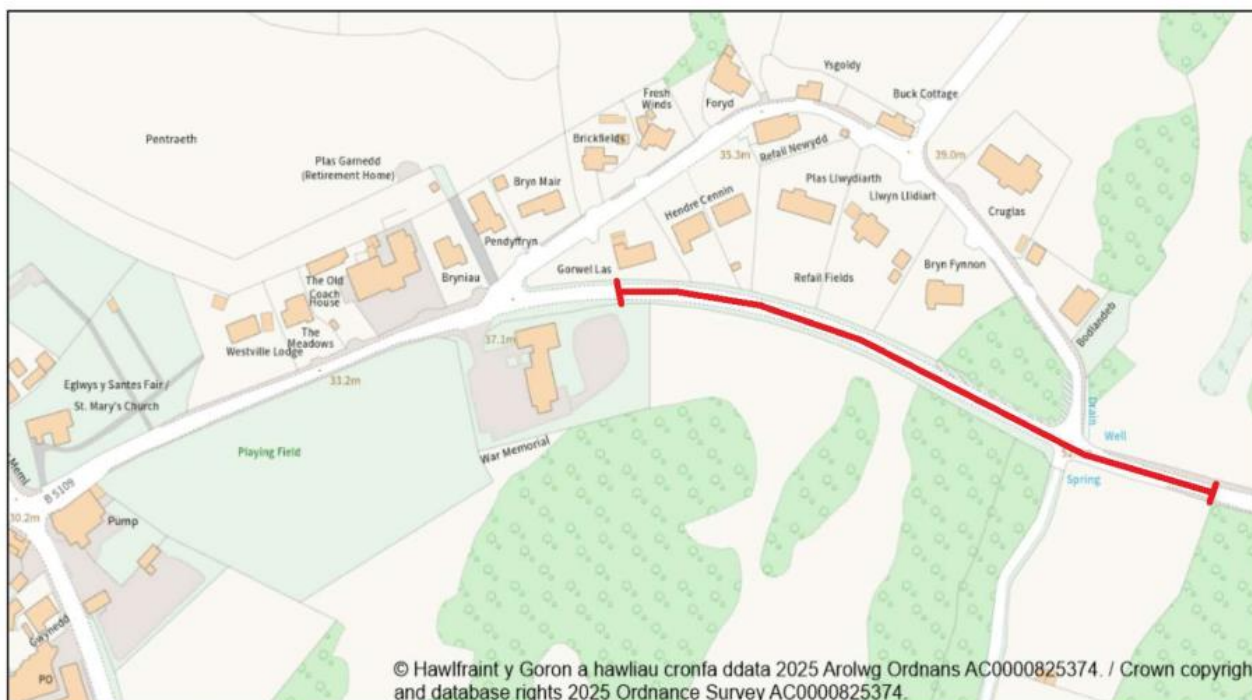 Ysgoldy
Buck Cottage
Fresh
Winds
Foryd
Pentraeth
Brickfields
Refail Newydd
35.3m
39.0m
Plas Garnedd
(Retirement Home)
Bryn Mair
Hendre Cennin
Plas Llwydiarth
Llwyn Llidiart
Cruglas
Pendyffryn
Gorwel Las
Bryniau
The Old
Coach
House
Refail Fields
Bryn Fynnon
Bodlandeb
The
Meadows
Westville Lodge
37.1m
33.2m
Eglwys y Santes Fair /
St. Mary's Church
Drain
Well
Playing Field
War Memorial
Spring
Meml
B 5109
30.2m
Pump
Gwynedd
PO
© Hawlfraint y Goron a hawliau cronfa ddata 2025 Arolwg Ordnans AC0000825374. / Crown copyrigh
and database rights 2025 Ordnance Survey AC0000825374.